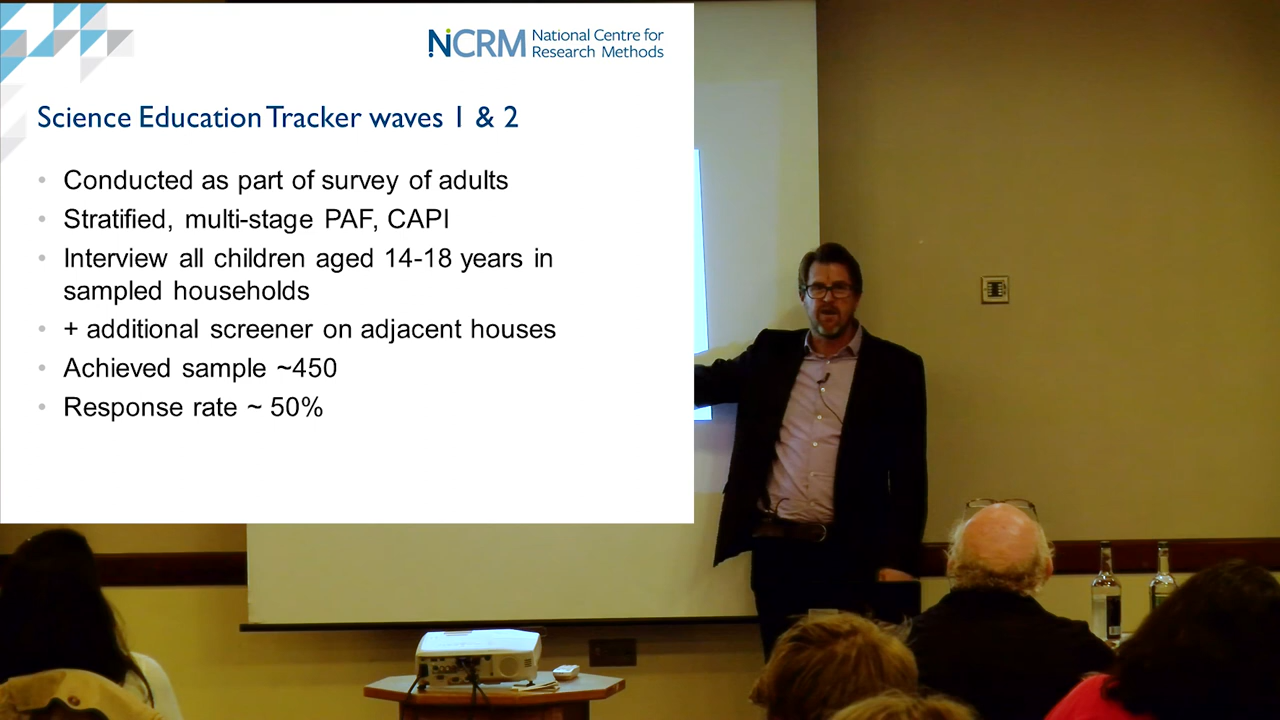 NCRM National Centre for
Research Methods
Science Education Tracker waves 1 & 2
• Conducted as part of survey of adults
• Stratified, multi-stage PAF, CAPI
• Interview all children aged 14-18 years in
sampled households
• + additional screener on adjacent houses
• Achieved sample ~450
• Response rate ~ 50%